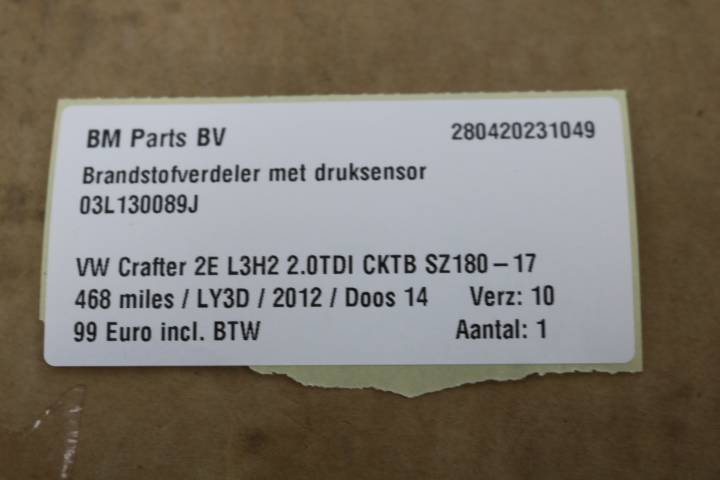 BM Parts BV 280420231049
Brandstofverdeler met druksensor
03L130089J
VW Crafter 2E L3H2 2.0TDI CKTB SZ180 – 17
468 miles / LY3D / 2012 / Doos 14 Verz: 10
99 Euro incl. BTW Aantal: 1